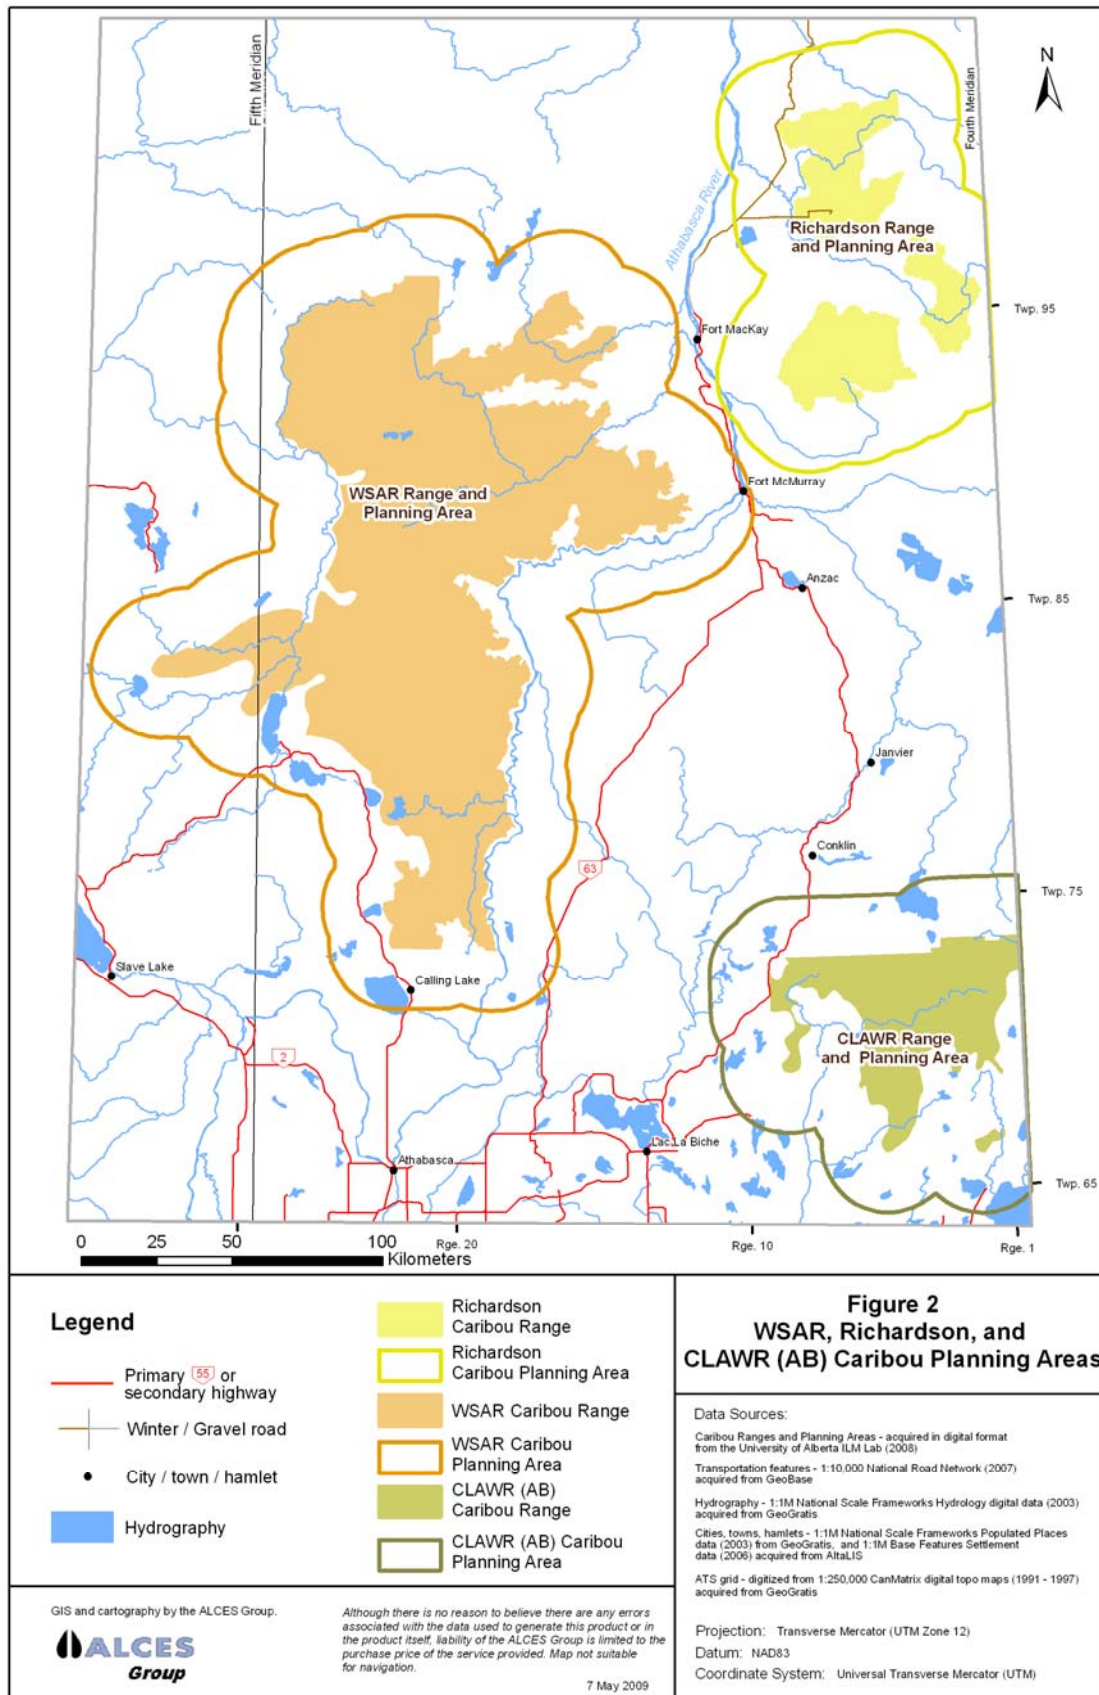 N
Fifth Meridian
Fourth Meridian
Athabasca River
Richardson Range
and Planning Area
Twp. 95
Fort MacKay
WSAR Range and
Planning Area
Fort McMurray
Anzac
Twp. 85
Janvier
Conklin
63
Twp. 75
Slave Lake
Calling Lake
CLAWR Range
and Planning Area
2
Lac La Biche
Athabasca
Twp. 65
0 25 50 100
Kilometers
Rge. 20
Rge. 10
Rge. 1
Legend
Primary 55 or
secondary highway
Winter / Gravel road
City / town / hamlet
Hydrography
Richardson
Caribou Range
Richardson
Caribou Planning Area
WSAR Caribou Range
WSAR Caribou
Planning Area
CLAWR (AB)
Caribou Range
CLAWR (AB) Caribou
Planning Area
Figure 2
WSAR, Richardson, and
CLAWR (AB) Caribou Planning Areas
Data Sources:
Caribou Ranges and Planning Areas - acquired in digital format
from the University of Alberta ILM Lab (2008)
Transportation features - 1:10,000 National Road Network (2007)
acquired from GeoBase
Hydrography - 1:1M National Scale Frameworks Hydrology digital data (2003)
acquired from GeoGratis
Cities, towns, hamlets - 1:1M National Scale Frameworks Populated Places
data (2003) from GeoGratis, and 1:1M Base Features Settlement
data (2006) acquired from AltaLIS
ATS grid - digitized from 1:250,000 CanMatrix digital topo maps (1991 - 1997)
acquired from GeoGratis
Projection: Transverse Mercator (UTM Zone 12)
Datum: NAD83
Coordinate System: Universal Transverse Mercator (UTM)
GIS and cartography by the ALCES Group.
ALCES
Group
Although there is no reason to believe there are any errors
associated with the data used to generate this product or in
the product itself, liability of the ALCES Group is limited to the
purchase price of the service provided. Map not suitable
for navigation.
7 May 2009